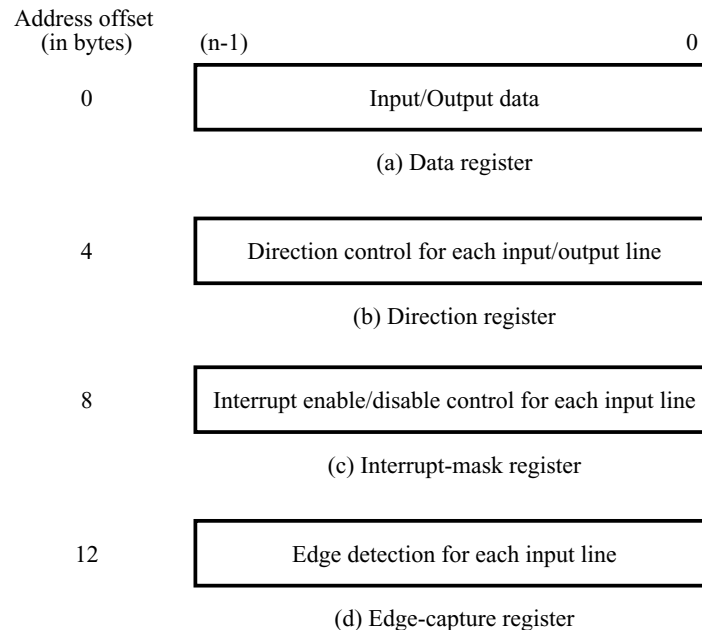 Address offset
(in bytes)
(n-1)
0
0
Input/Output data
(a) Data register
4
Direction control for each input/output line
(b) Direction register
8
Interrupt enable/disable control for each input line
(c) Interrupt-mask register
12
Edge detection for each input line
(d) Edge-capture register